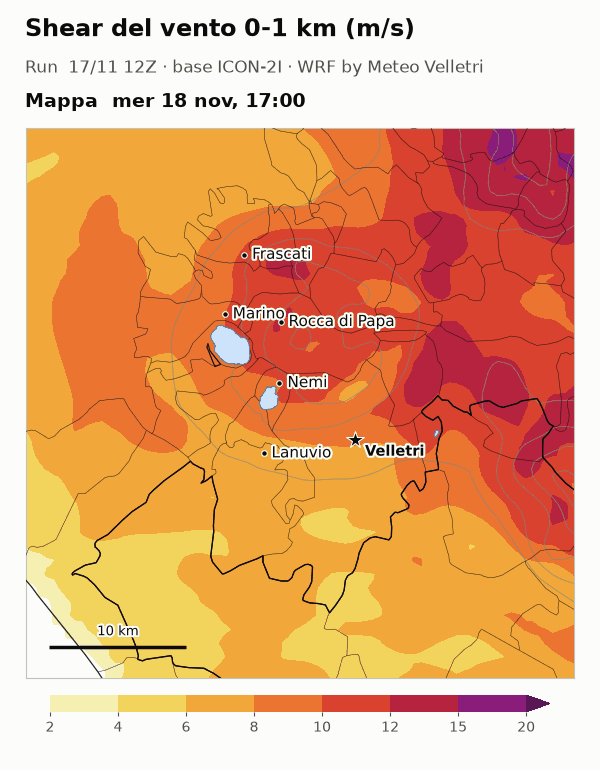 Shear del vento 0-1 km (m/s)
Run  17/11 12Z · base ICON-2I · WRF by Meteo Velletri
Mappa  mer 18 nov, 17:00
Frascati
Marino
Rocca di Papa
Nemi
Velletri
Lanuvio
10 km
2 4 6 8 10 12 15 20